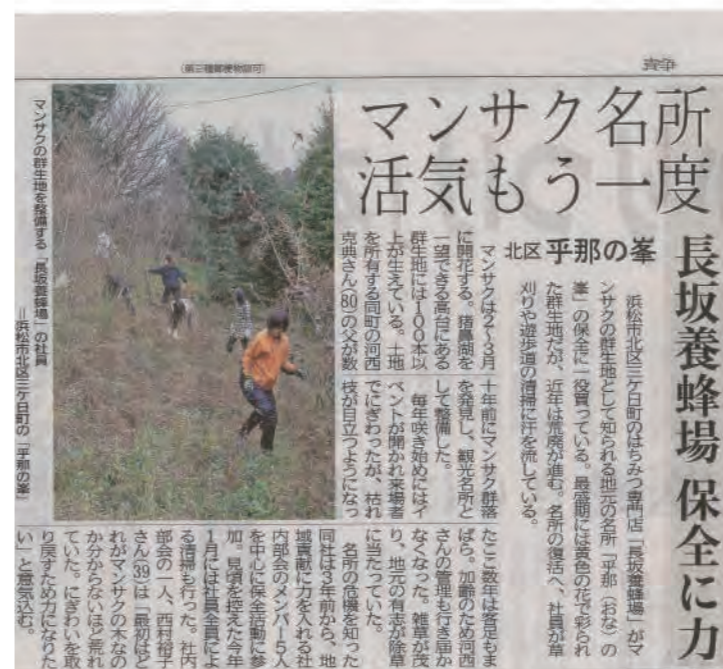 (第三種郵便物認可)
マンサク名所
活気もう一度
長坂養蜂場 保全に力
北区 平那の峯
浜松市北区三ケ日町のはちみつ専門店「長坂養蜂場」がマ
ンサクの群生地として知られる地元の名所「平那(おな)の
峯」の保全に一役買っている。最盛期には黄色の花で彩られ
た群生地だが、近年は荒廃が進む。名所の復活へ、社員が草
刈りや遊歩道の清掃に汗を流している。
マンサクは2〜3月
に開花する。猪鼻湖を
一望できる高台にある
群生地には100本以
上が生えている。土地
を所有する同町の河西
克典さん(80)の父が数
十年前にマンサク群落
を発見し、観光名所と
して整備した。
毎年咲き始めにはイ
ベントが開かれ来場者
でにぎわったが、枯れ
枝が目立つようになっ
たここ数年は客足もま
ばら。加齢のため河西
さんの管理も行き届か
なくなった。雑草が茂
り、地元の有志が除草
に当たっていた。
名所の危機を知った
同社は3年前から、地
域貢献に力を入れる社
内部会のメンバー5人
を中心に保全活動に参
加。見頃を控えた今年
1月には社員全員によ
る清掃も行った。社内
部会の一人、西村裕子
さん(39)は「最初はど
れがマンサクの木なの
か分からないほど荒れ
ていた。にぎわいを取
り戻すため力になりた
い」と意気込む。
マンサクの群生地を整備する「長坂養蜂場」の社員
=浜松市北区三ケ日町の「平那の峯」